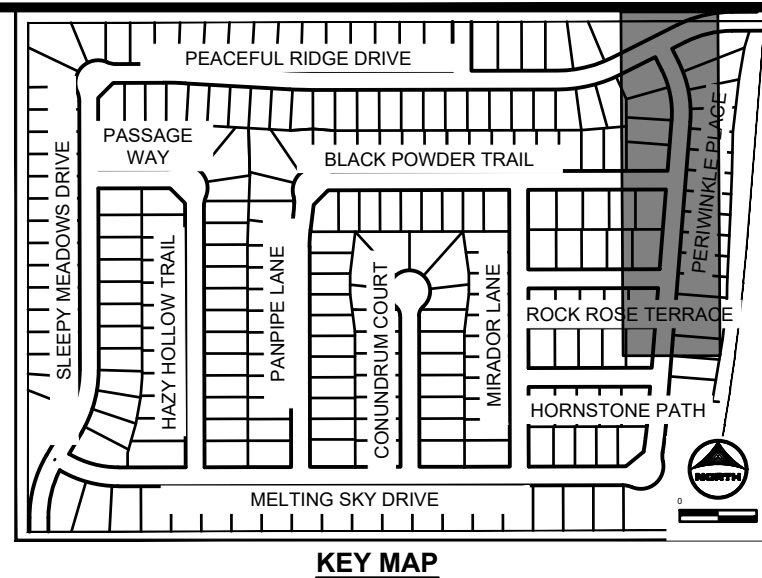 PEACEFUL RIDGE DRIVE
PASSAGE
WAY
BLACK POWDER TRAIL
PERIWINKLE PLACE
SLEEPY MEADOWS DRIVE
HAZY HOLLOW TRAIL
PANPIPE LANE
CONUNDRUM COURT
MIRADOR LANE
ROCK ROSE TERRACE
HORNSTONE PATH
NORTH
0
MELTING SKY DRIVE
KEY MAP